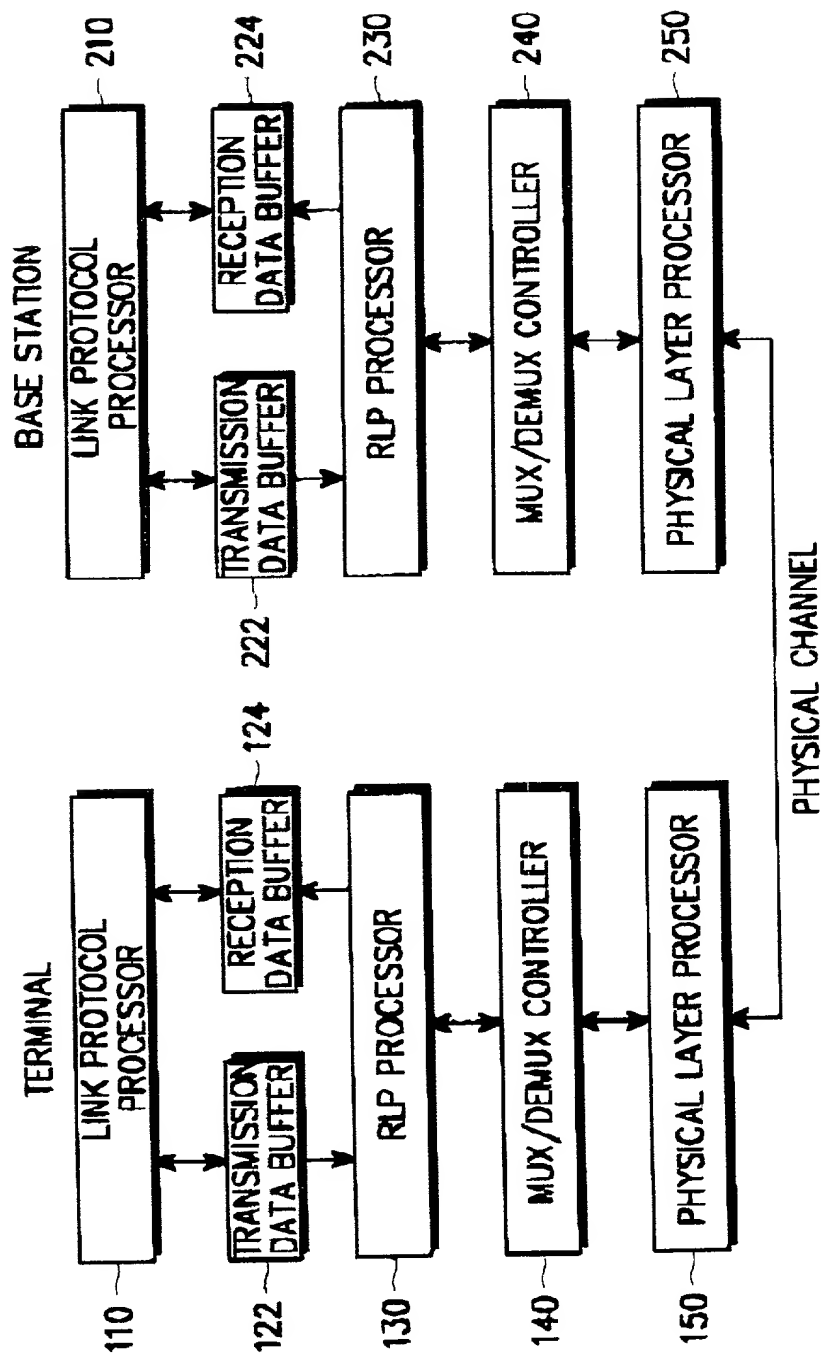 TERMINAL
LINK PROTOCOL
PROCESSOR
110
TRANSMISSION
DATA BUFFER
122
RECEPTION
DATA BUFFER
124
RLP PROCESSOR
130
MUX/DEMUX CONTROLLER
140
PHYSICAL LAYER PROCESSOR
150
BASE STATION
LINK PROTOCOL
PROCESSOR
210
TRANSMISSION
DATA BUFFER
222
RECEPTION
DATA BUFFER
224
RLP PROCESSOR
230
MUX/DEMUX CONTROLLER
240
PHYSICAL LAYER PROCESSOR
250
PHYSICAL CHANNEL